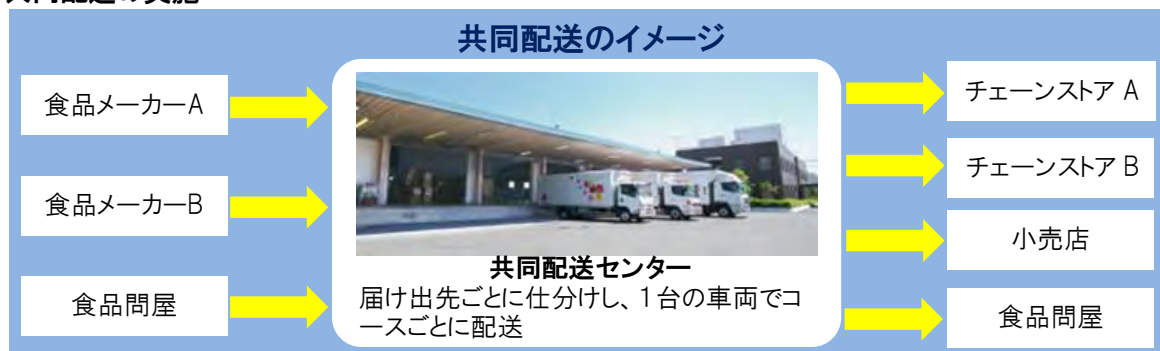 共同配送のイメージ
食品メーカーA
食品メーカーB
食品問屋
共同配送センター
届け出先ごとに仕分けし、1台の車両でコ
ースごとに配送
チェーンストア A
チェーンストア B
小売店
食品問屋